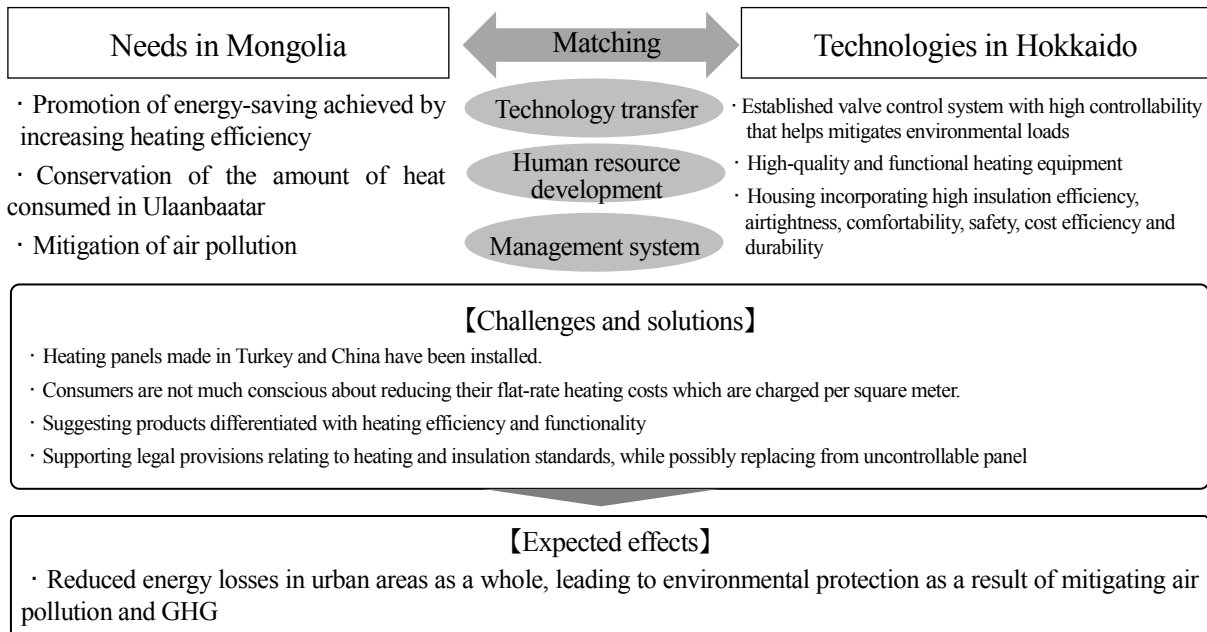 Needs in Mongolia
Matching
Technologies in Hokkaido
· Promotion of energy-saving achieved by
increasing heating efficiency
· Conservation of the amount of heat
consumed in Ulaanbaatar
· Mitigation of air pollution
Technology transfer
Human resource
development
Management system
· Established valve control system with high controllability
that helps mitigates environmental loads
· High-quality and functional heating equipment
· Housing incorporating high insulation efficiency,
airtightness, comfortability, safety, cost efficiency and
durability
【Challenges and solutions】
· Heating panels made in Turkey and China have been installed.
· Consumers are not much conscious about reducing their flat-rate heating costs which are charged per square meter.
· Suggesting products differentiated with heating efficiency and functionality
· Supporting legal provisions relating to heating and insulation standards, while possibly replacing from uncontrollable panel
【Expected effects】
· Reduced energy losses in urban areas as a whole, leading to environmental protection as a result of mitigating air
pollution and GHG